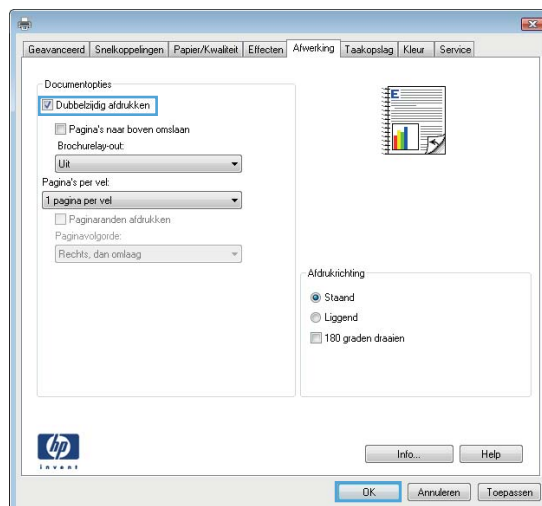 Geavanceerd Snelkoppelingen Papier/Kwaliteit Effecten Afwerking Taakopslag Kleur Service
Documentopties
Dubbelzijdig afdrukken
Pagina's naar boven omslaan
Brochurelay-out:
Uit
Pagina's per vel:
1 pagina per vel
Paginaranden afdrukken
Paginavolgorde:
Rechts, dan omlaag
E
Afdrukrichting
Staand
Liggend
180 graden draaien
hp
invent
Info... Help
OK Annuleren Toepassen